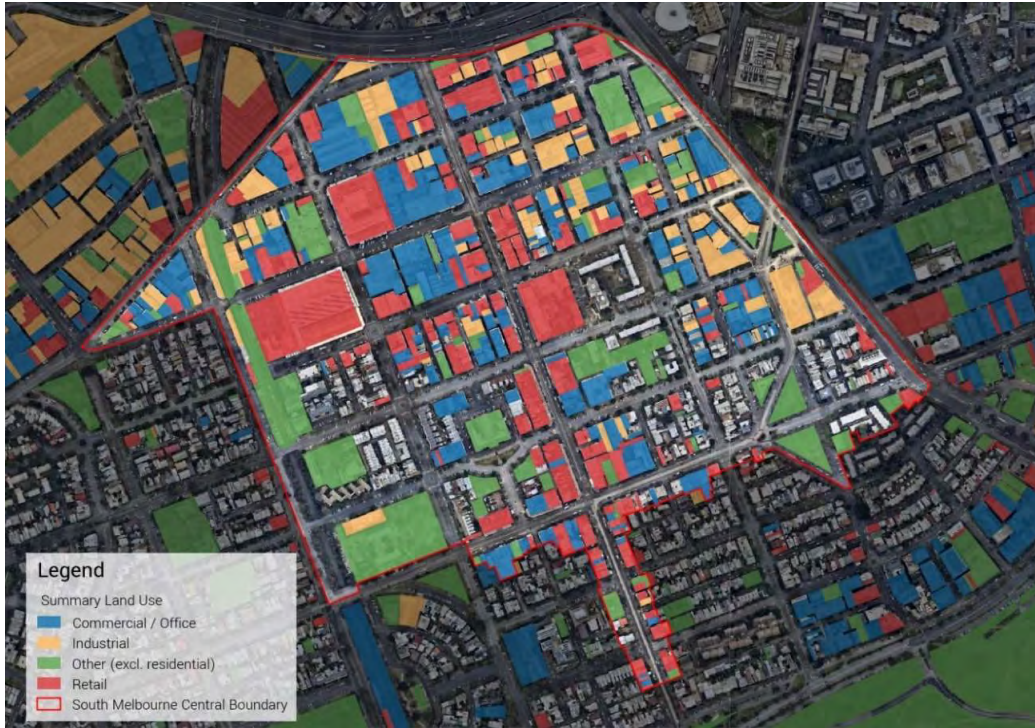 Legend
Summary Land Use
Commercial / Office
Industrial
Other (excl. residential)
Retail
South Melbourne Central Boundary